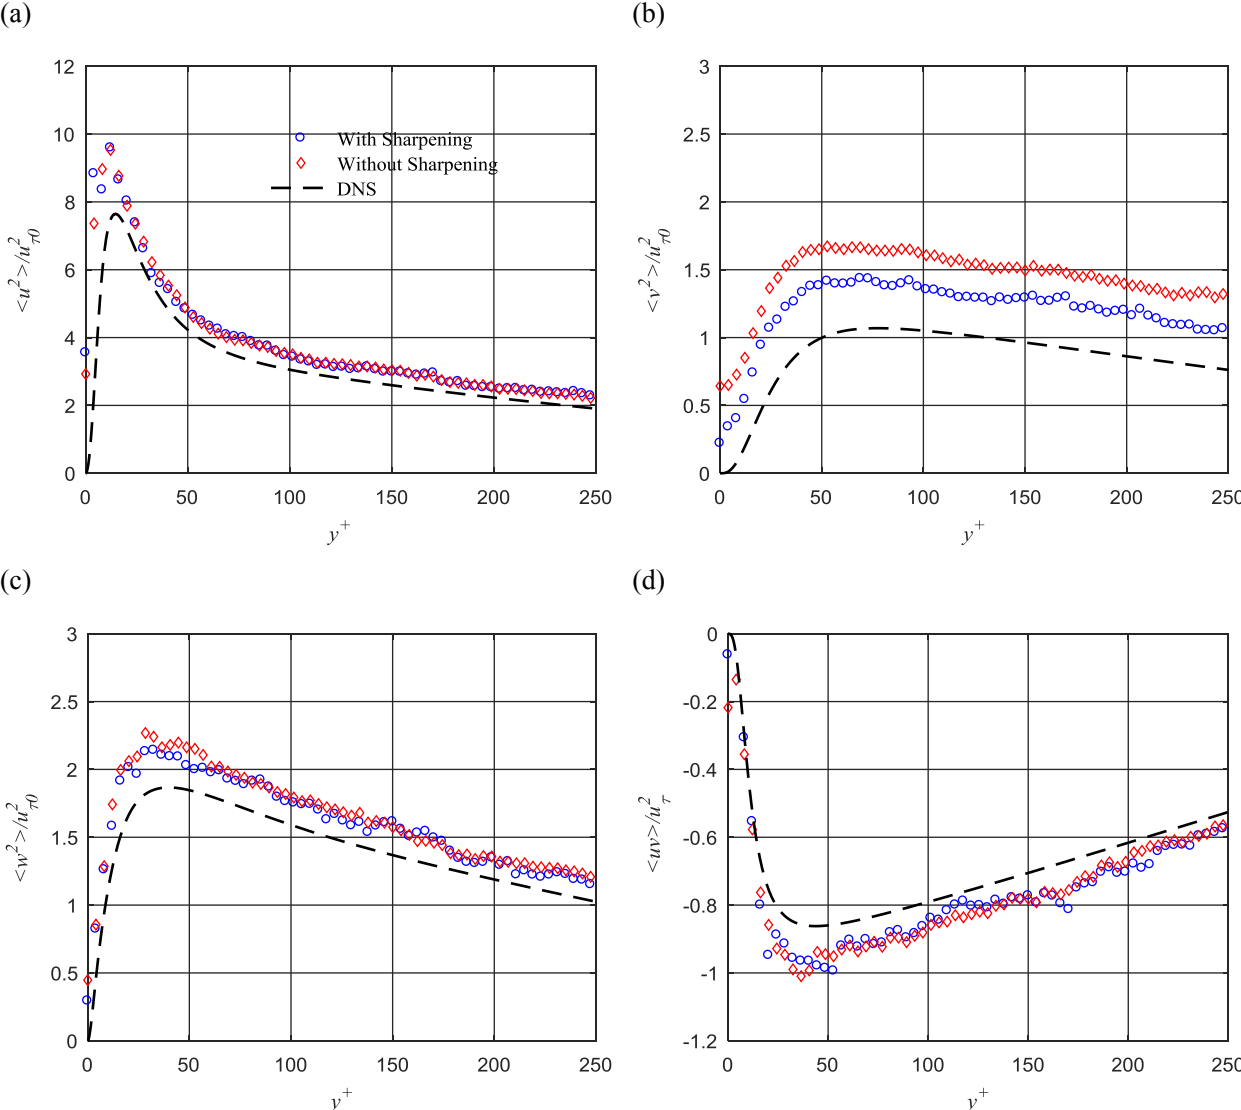 (a)
12
10
8
6
4
2
0
0 50 100 150 200 250
<u²>/u²τ0
y⁺
With Sharpening
Without Sharpening
DNS
(b)
3
2.5
2
1.5
1
0.5
0
0 50 100 150 200 250
<v²>/u²τ0
y⁺
(c)
3
2.5
2
1.5
1
0.5
0
0 50 100 150 200 250
<w²>/u²τ0
y⁺
(d)
0
-0.2
-0.4
-0.6
-0.8
-1
-1.2
0 50 100 150 200 250
<uv>/u²τ
y⁺